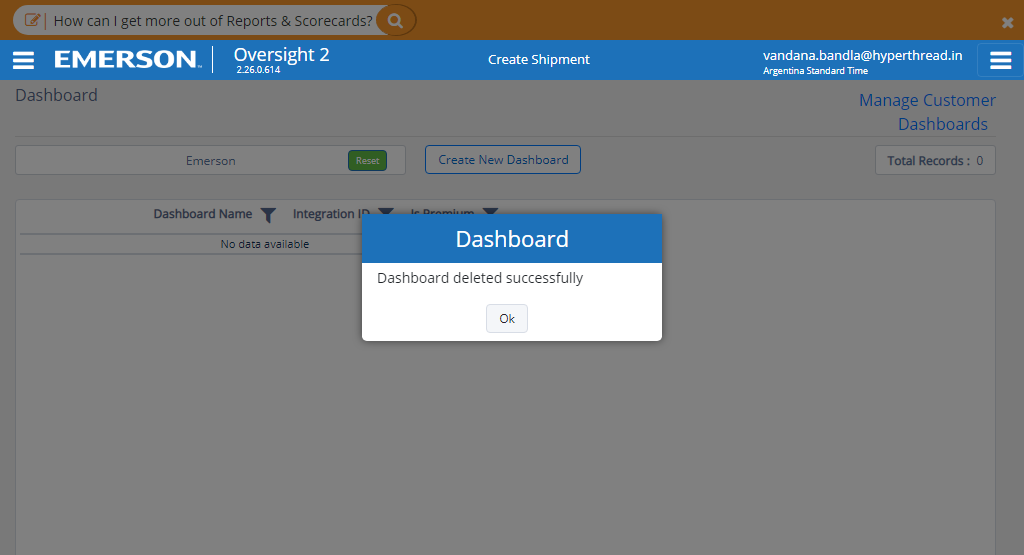 How can I get more out of Reports & Scorecards?
EMERSON
Oversight 2
2.26.0.614
Create Shipment
vandana.bandla@hyperthread.in
Argentina Standard Time
Dashboard
Manage Customer
Dashboards
Emerson
Reset
Create New Dashboard
Total Records : 0
Dashboard Name
Integration ID
Is Premium
No data available
Dashboard
Dashboard deleted successfully
Ok